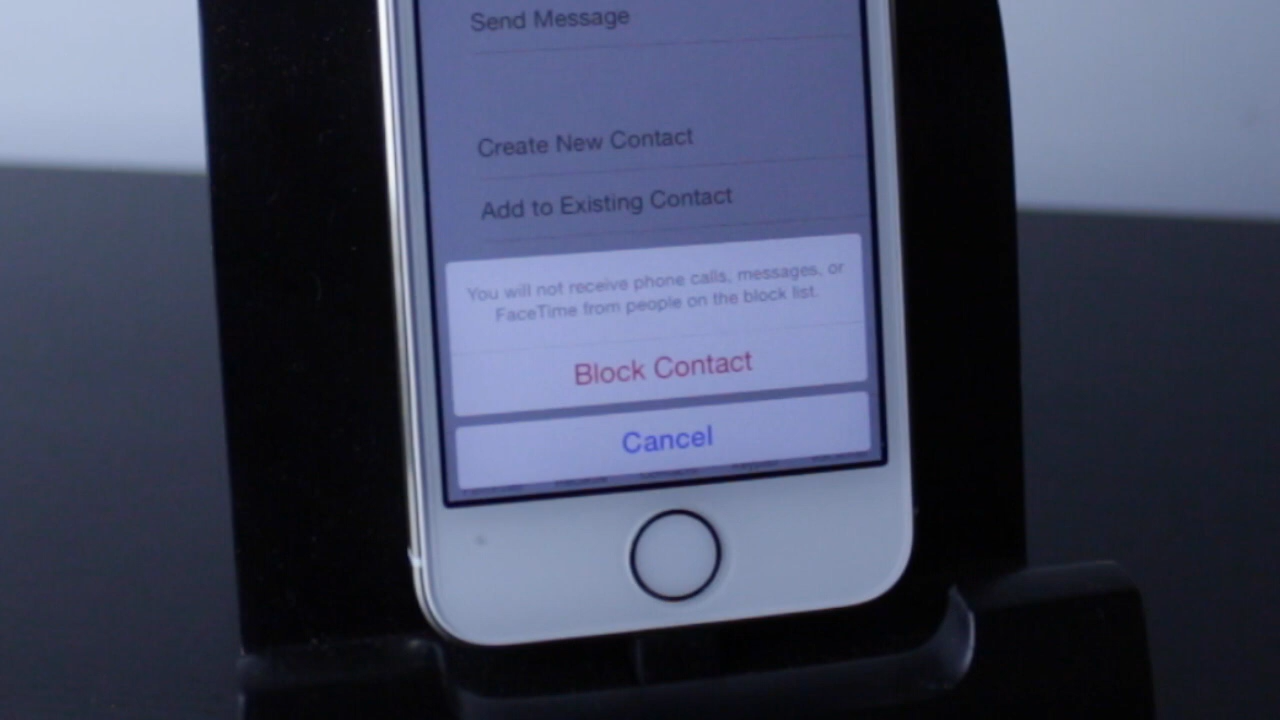 Send Message
Create New Contact
Add to Existing Contact
You will not receive phone calls, messages, or
FaceTime from people on the block list.
Block Contact
Cancel